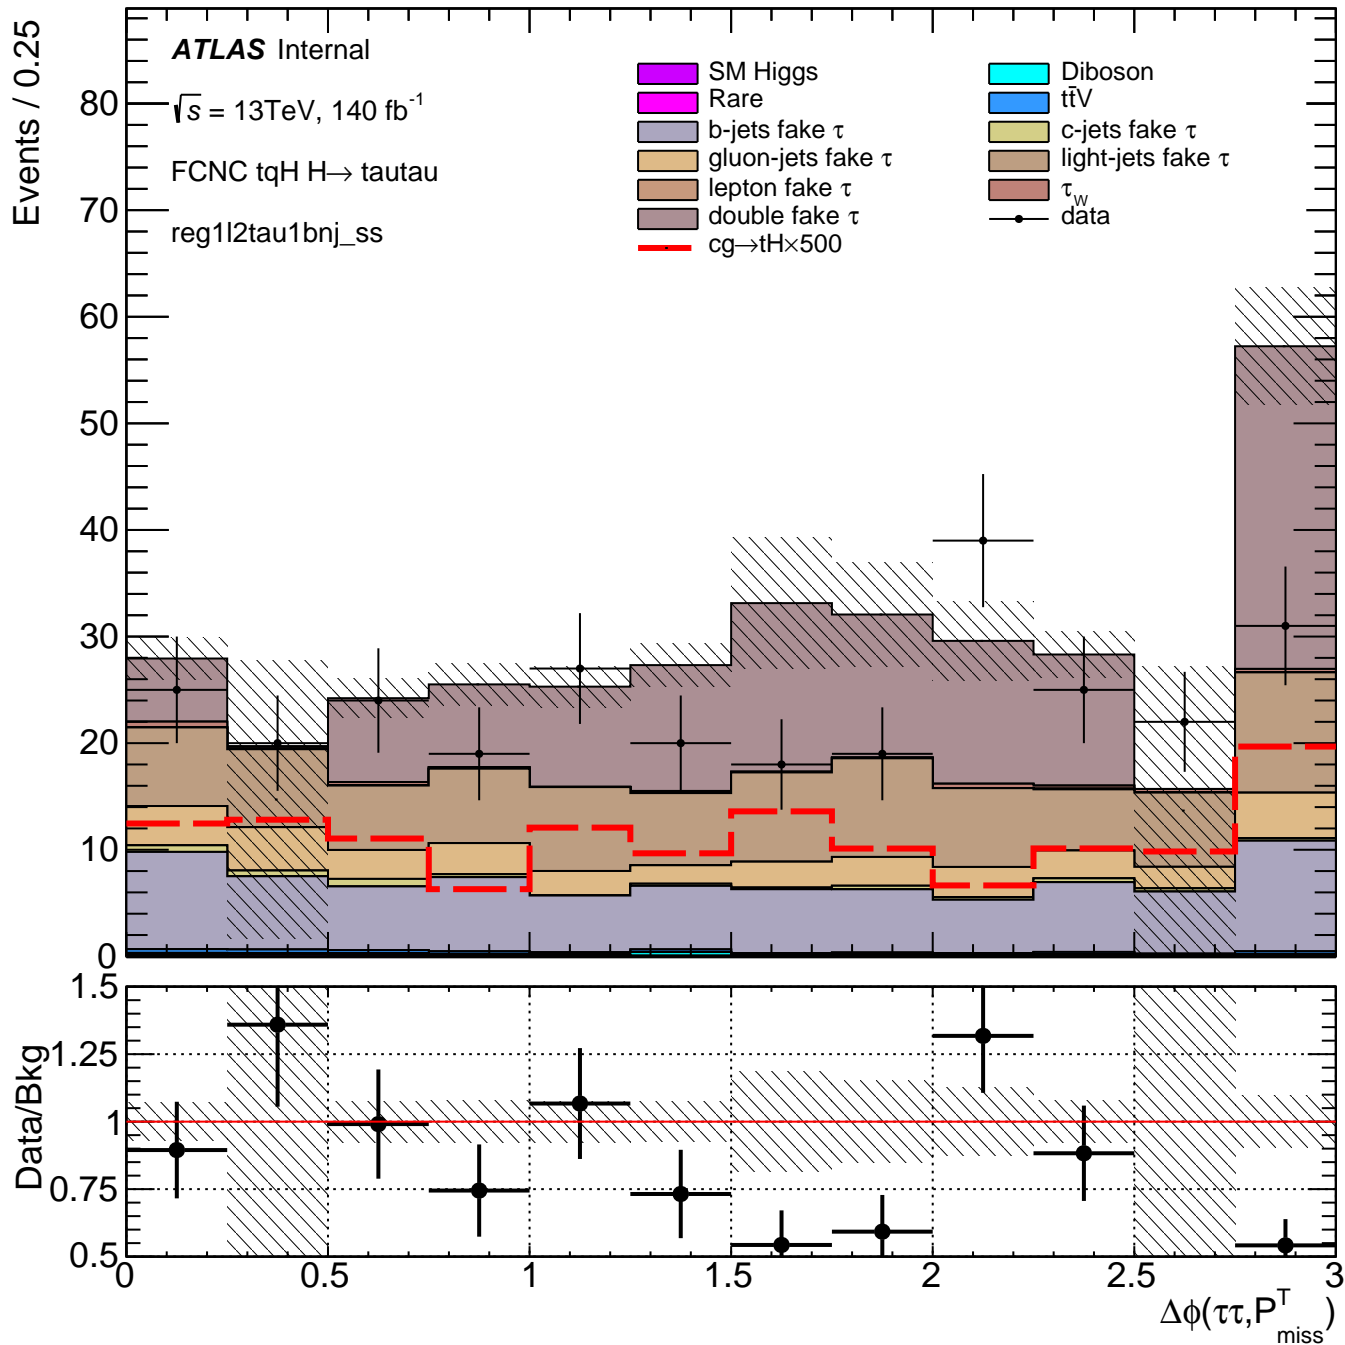 Events / 0.25
ATLAS Internal
√s = 13TeV, 140 fb⁻¹
FCNC tqH H→ tautau
reg1l2tau1bnj_ss
SM Higgs
Diboson
Rare
tt̄V
b-jets fake τ
c-jets fake τ
gluon-jets fake τ
light-jets fake τ
lepton fake τ
τ_W
double fake τ
data
cg→tH×500
80
70
60
50
40
30
20
10
0
Data/Bkg
1.5
1.25
1
0.75
0.5
0 0.5 1 1.5 2 2.5 3
Δϕ(ττ,P^T_miss)